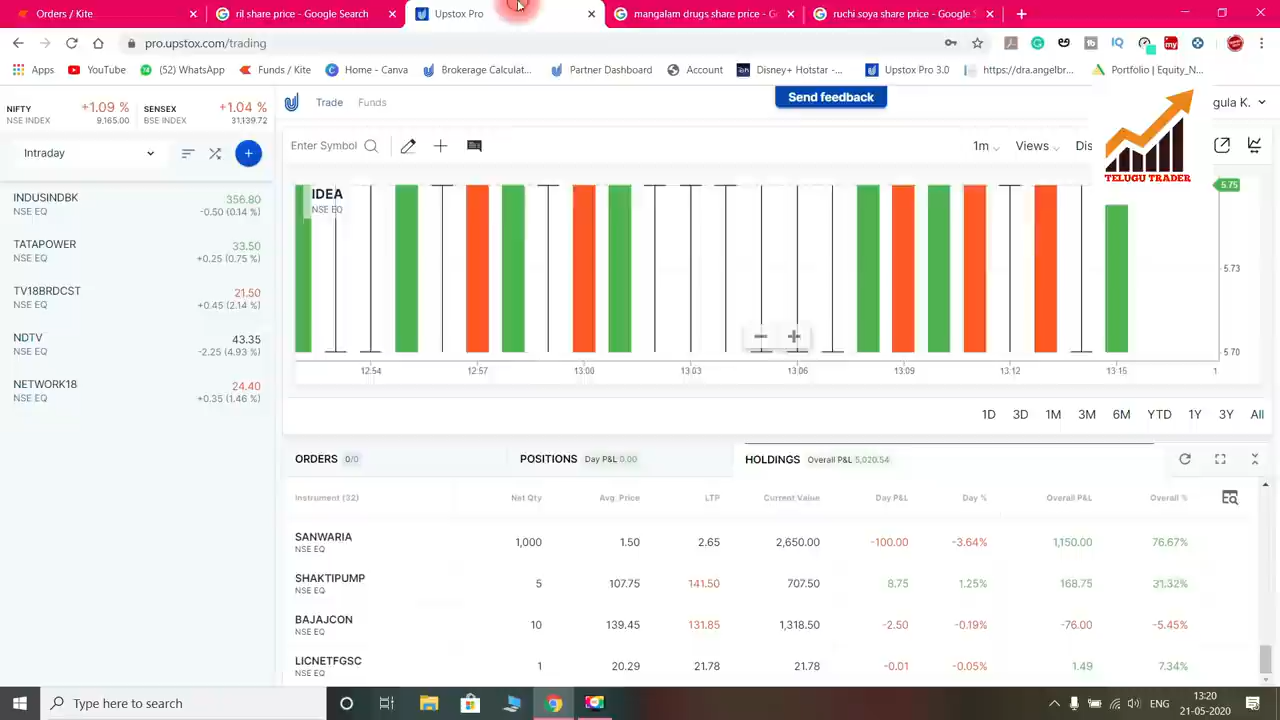 Orders / Kite
ril share price - Google Search
Upstox Pro
mangalam drugs share price - Go
ruchi soya share price - Google S
pro.upstox.com/trading
Apps
YouTube
(52) WhatsApp
Funds / Kite
Home - Canva
Brokerage Calculat...
Partner Dashboard
Account
Disney+ Hotstar - ...
Upstox Pro 3.0
https://dra.angelbr...
Portfolio | Equity_N...
NIFTY +1.09 %
NSE INDEX 9,165.00
SENSEX +1.04 %
BSE INDEX 31,139.72
Trade Funds
Send feedback
gula K.
Intraday
Enter Symbol
1m Views Dis
TELUGU TRADER
INDUSINDBK 356.80
NSE EQ -0.50 (0.14 %)
TATAPOWER 33.50
NSE EQ +0.25 (0.75 %)
TV18BRDCST 21.50
NSE EQ +0.45 (2.14 %)
NDTV 43.35
NSE EQ -2.25 (4.93 %)
NETWORK18 24.40
NSE EQ +0.35 (1.46 %)
IDEA
NSE EQ
5.75
5.73
5.70
12:54 12:57 13:00 13:03 13:06 13:09 13:12 13:15 1
1D 3D 1M 3M 6M YTD 1Y 3Y All
ORDERS 0/0 POSITIONS Day P&L 0.00 HOLDINGS Overall P&L 5,020.54
Instrument (32) Net Qty Avg. Price LTP Current Value Day P&L Day % Overall P&L Overall %
SANWARIA 1,000 1.50 2.65 2,650.00 -100.00 -3.64% 1,150.00 76.67%
NSE EQ
SHAKTIPUMP 5 107.75 141.50 707.50 8.75 1.25% 168.75 31.32%
NSE EQ
BAJAJCON 10 139.45 131.85 1,318.50 -2.50 -0.19% -76.00 -5.45%
NSE EQ
LICNETFGSC 1 20.29 21.78 21.78 -0.01 -0.05% 1.49 7.34%
NSE EQ
Type here to search
ENG
13:20
21-05-2020